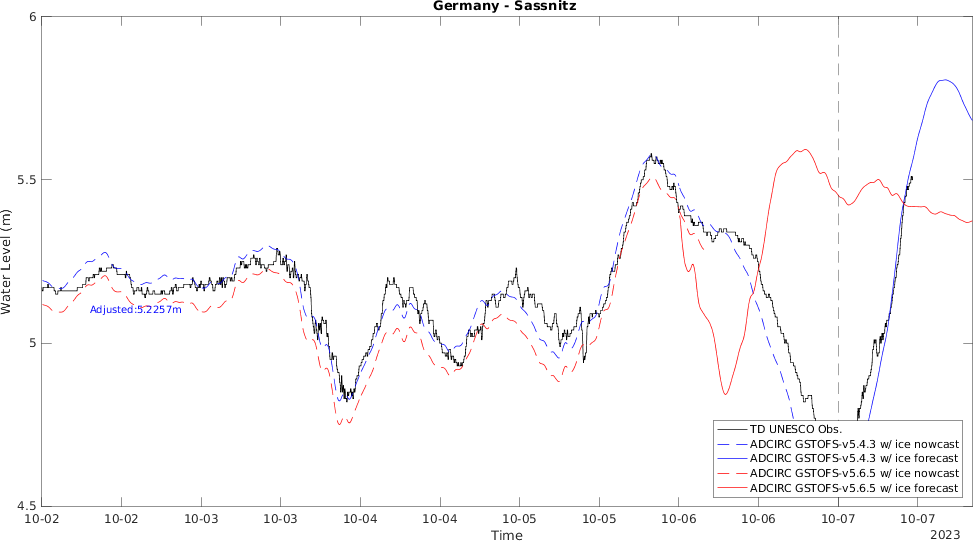 Germany - Sassnitz
6
5.5
5
4.5
Water Level (m)
Adjusted:5.2257m
TD UNESCO Obs.
ADCIRC GSTOFS-v5.4.3 w/ ice nowcast
ADCIRC GSTOFS-v5.4.3 w/ ice forecast
ADCIRC GSTOFS-v5.6.5 w/ ice nowcast
ADCIRC GSTOFS-v5.6.5 w/ ice forecast
10-02 10-02 10-03 10-03 10-04 10-04 10-05 10-05 10-06 10-06 10-07 10-07
Time
2023